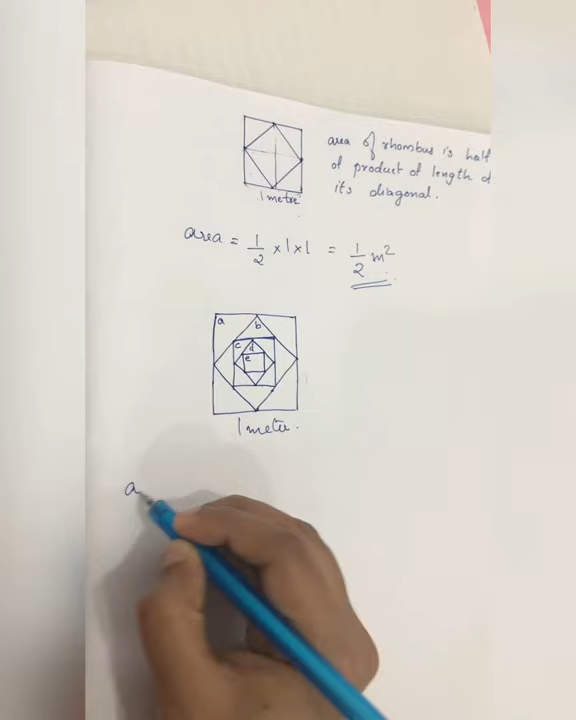 area of rhombus is half
of product of length of
its diagonal.
1 metre
area = 1/2 × 1 × 1 = 1/2 m²
a b
c d
e
1 metre.
a